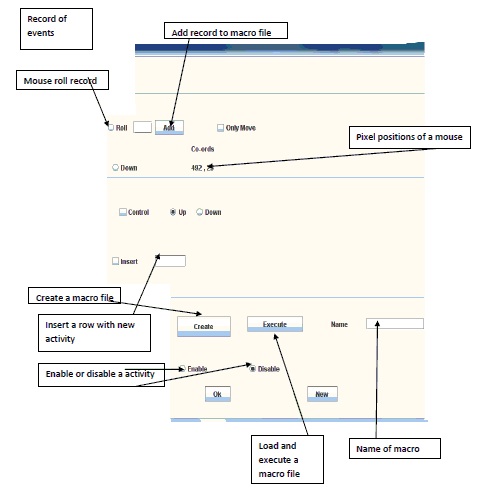 Record of
events
Add record to macro file
Mouse roll record
Roll
Add
Only Move
Pixel positions of a mouse
Co-ords
Down
Control
Up
Down
Insert
Create a macro file
Insert a row with new
activity
Create
Execute
Name
Enable or disable a activity
Enable
Disable
Ok
New
Load and
execute a
macro file
Name of macro